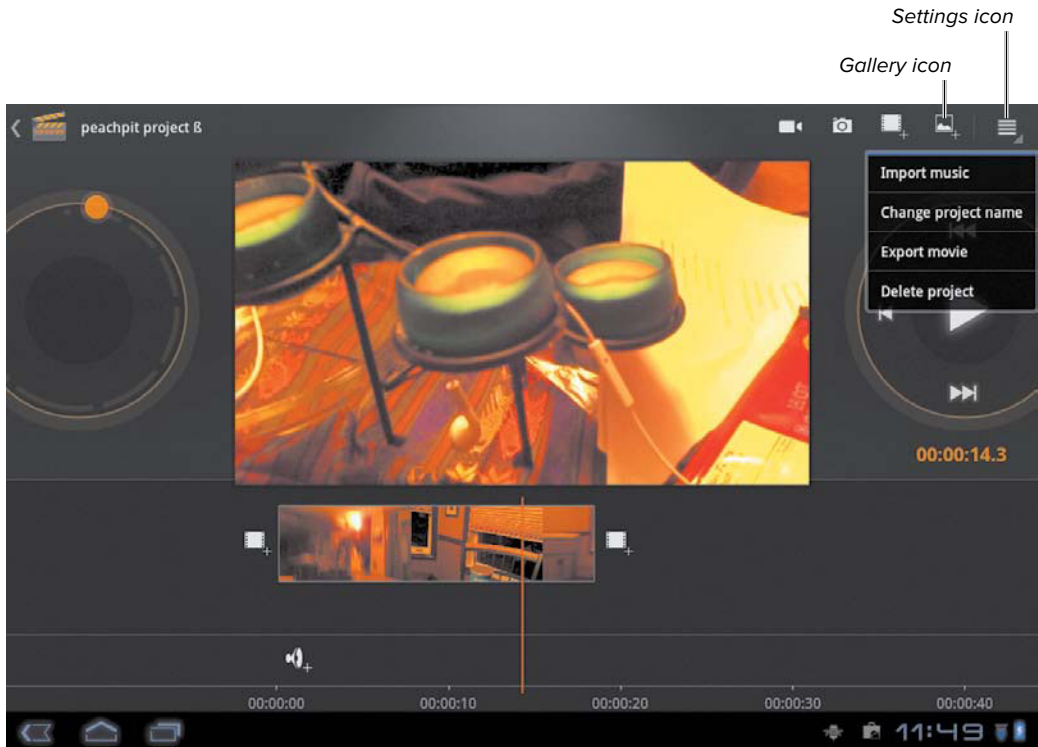 Settings icon
Gallery icon
peachpit project ß
Import music
Change project name
Export movie
Delete project
00:00:14.3
00:00:00
00:00:10
00:00:20
00:00:30
00:00:40
11:49